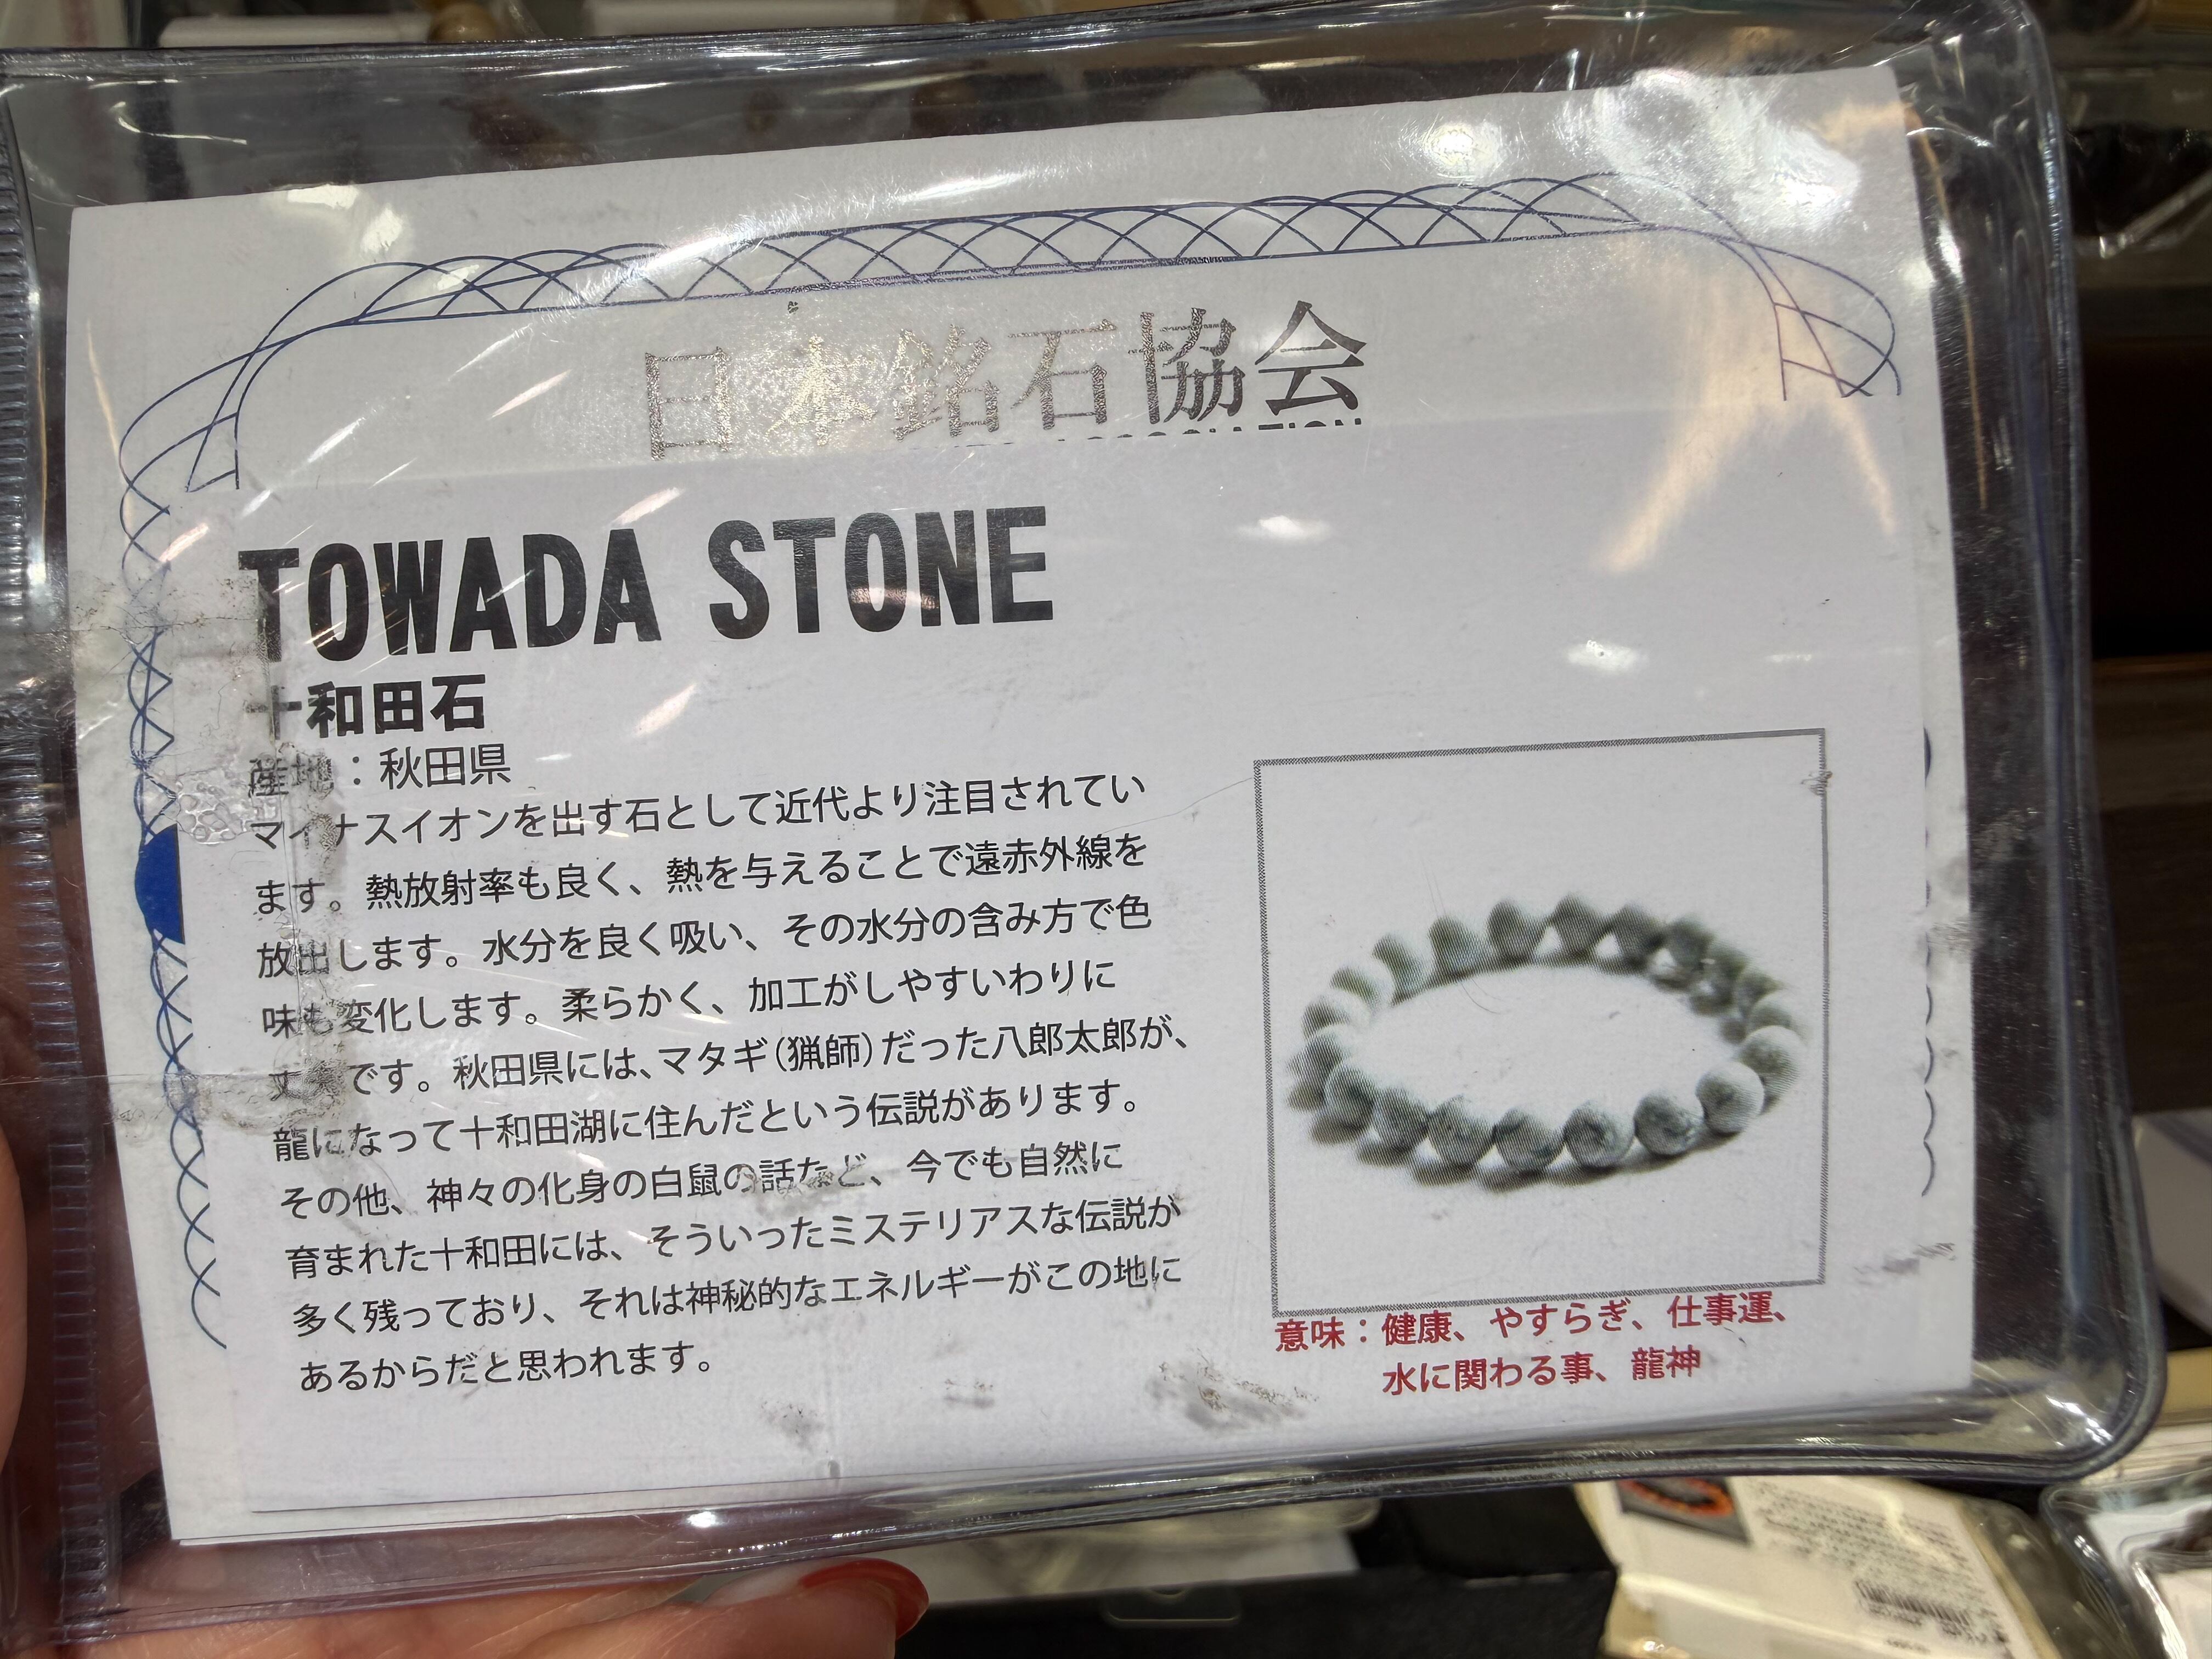 日本銘石協会
TOWADA STONE
十和田石
産地：秋田県
マイナスイオンを出す石として近代より注目されてい
ます。熱放射率も良く、熱を与えることで遠赤外線を
放出します。水分を良く吸い、その水分の含み方で色
味も変化します。柔らかく、加工がしやすいわりに
丈夫です。秋田県には、マタギ（猟師）だった八郎太郎が、
龍になって十和田湖に住んだという伝説があります。
その他、神々の化身の白鼠の話など、今でも自然に
育まれた十和田には、そういったミステリアスな伝説が
多く残っており、それは神秘的なエネルギーがこの地に
あるからだと思われます。
意味：健康、やすらぎ、仕事運、
水に関わる事、龍神